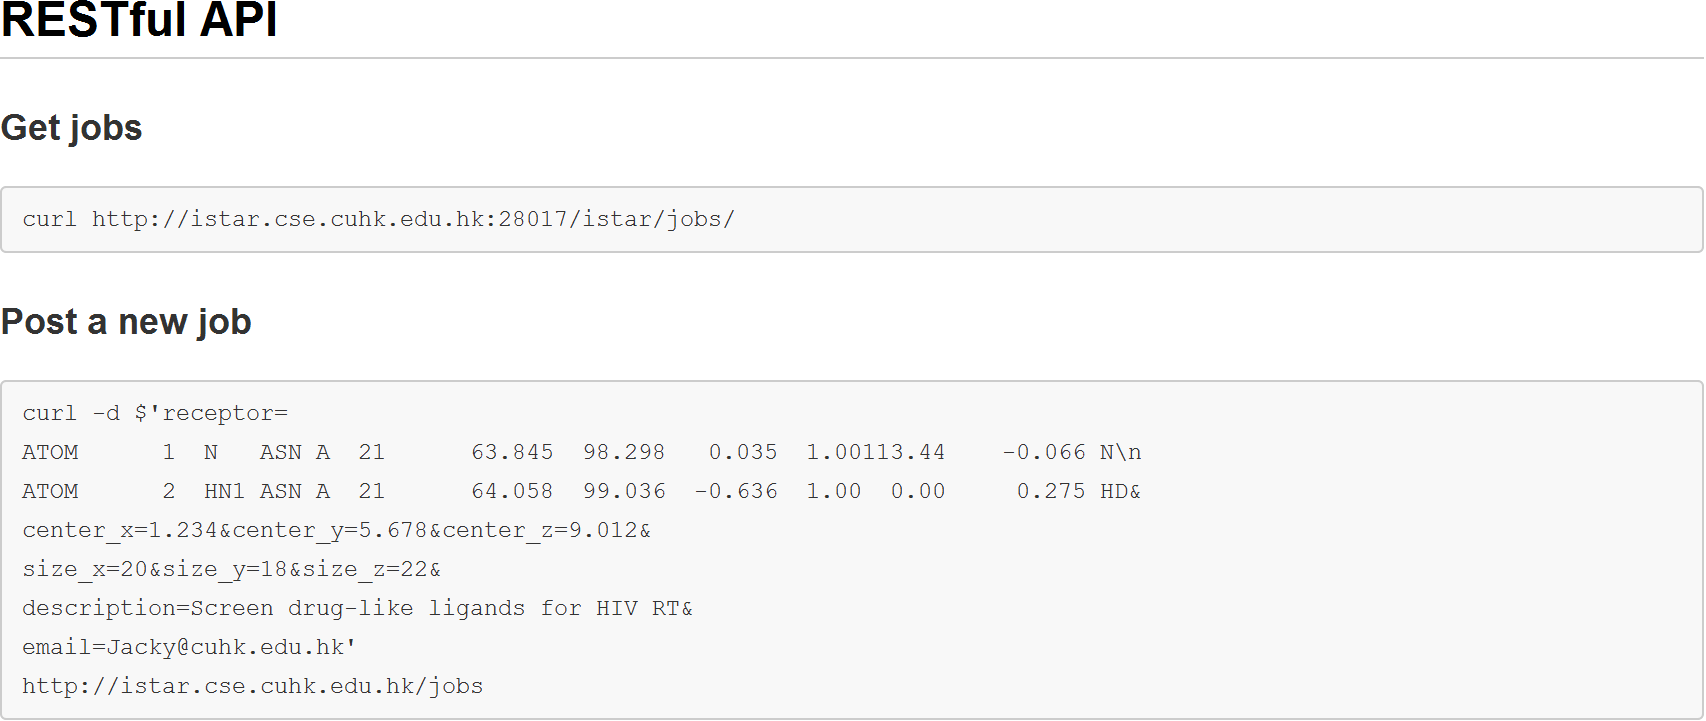 RESTful API
Get jobs
curl http://istar.cse.cuhk.edu.hk:28017/istar/jobs/
Post a new job
curl -d $'receptor=
ATOM      1  N   ASN A  21      63.845  98.298   0.035  1.00113.44    -0.066 N\n
ATOM      2  HN1 ASN A  21      64.058  99.036  -0.636  1.00  0.00     0.275 HD&
center_x=1.234&center_y=5.678&center_z=9.012&
size_x=20&size_y=18&size_z=22&
description=Screen drug-like ligands for HIV RT&
email=Jacky@cuhk.edu.hk'
http://istar.cse.cuhk.edu.hk/jobs